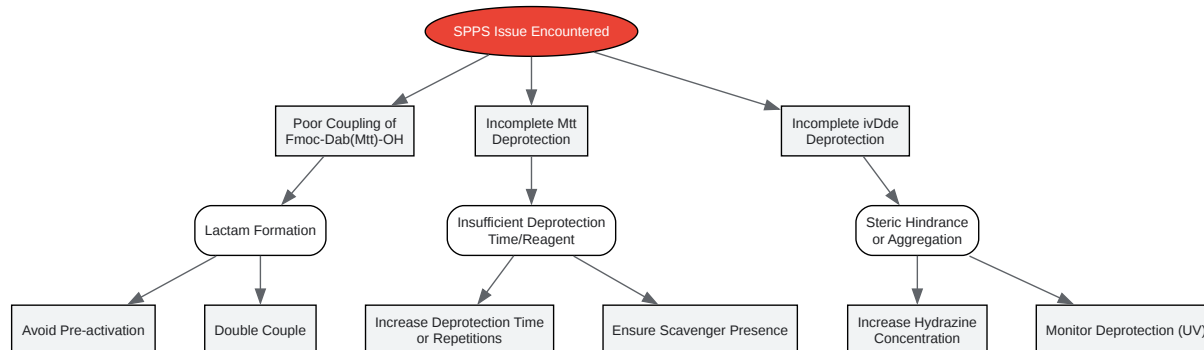 SPPS Issue Encountered
Poor Coupling of
Fmoc-Dab(Mtt)-OH
Incomplete Mtt
Deprotection
Incomplete ivDde
Deprotection
Lactam Formation
Insufficient Deprotection
Time/Reagent
Steric Hindrance
or Aggregation
Avoid Pre-activation
Double Couple
Increase Deprotection Time
or Repetitions
Ensure Scavenger Presence
Increase Hydrazine
Concentration
Monitor Deprotection (UV)